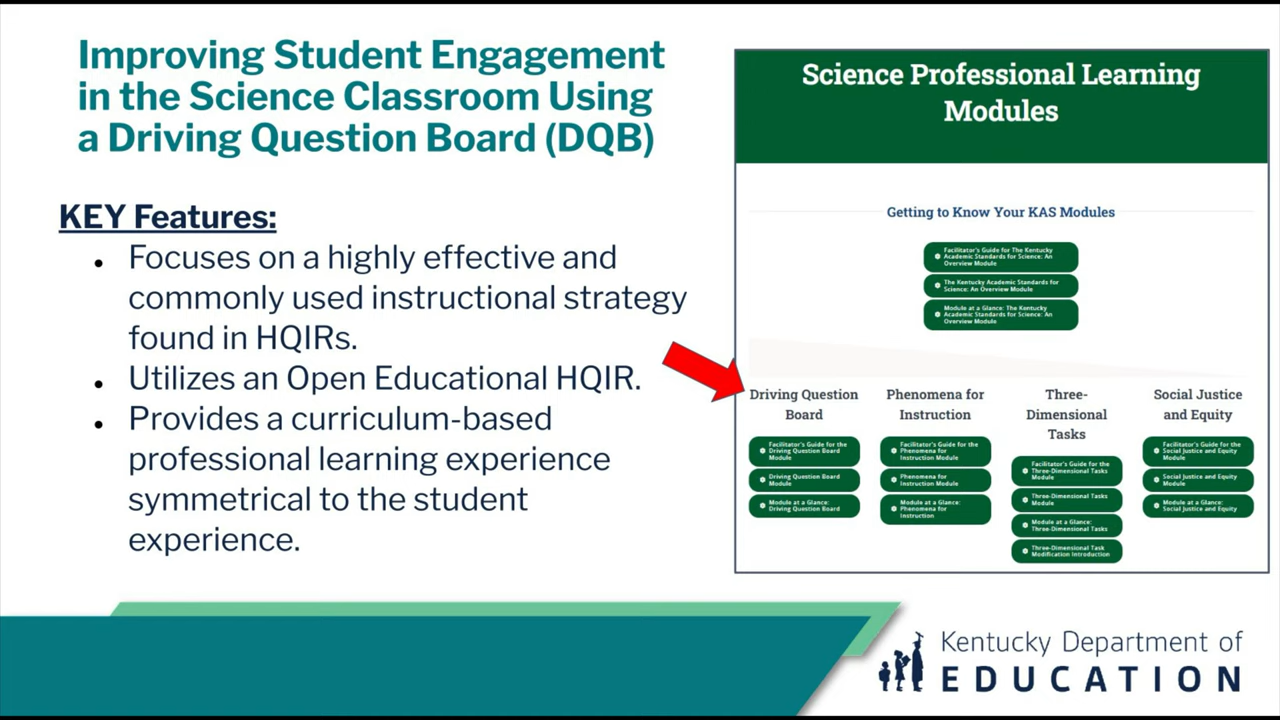 Improving Student Engagement
in the Science Classroom Using
a Driving Question Board (DQB)
KEY Features:
Focuses on a highly effective and
commonly used instructional strategy
found in HQIRs.
Utilizes an Open Educational HQIR.
Provides a curriculum-based
professional learning experience
symmetrical to the student
experience.
Science Professional Learning
Modules
Getting to Know Your KAS Modules
Facilitator's Guide for The Kentucky
Academic Standards for Science: An
Overview Module
The Kentucky Academic Standards for
Science: An Overview Module
Module at a Glance: The Kentucky
Academic Standards for Science: An
Overview Module
Driving Question
Board
Facilitator's Guide for the
Driving Question Board
Module
Driving Question Board
Module
Module at a Glance:
Driving Question Board
Phenomena for
Instruction
Facilitator's Guide for the
Phenomena for
Instruction Module
Phenomena for
Instruction Module
Module at a Glance:
Phenomena for
Instruction
Three-
Dimensional
Tasks
Facilitator's Guide for the
Three-Dimensional Tasks
Module
Three-Dimensional Tasks
Module
Module at a Glance:
Three-Dimensional Tasks
Three-Dimensional Task
Modification Introduction
Social Justice
and Equity
Facilitator's Guide for the
Social Justice and Equity
Module
Social Justice and Equity
Module
Module at a Glance:
Social Justice and Equity
Kentucky Department of
EDUCATION